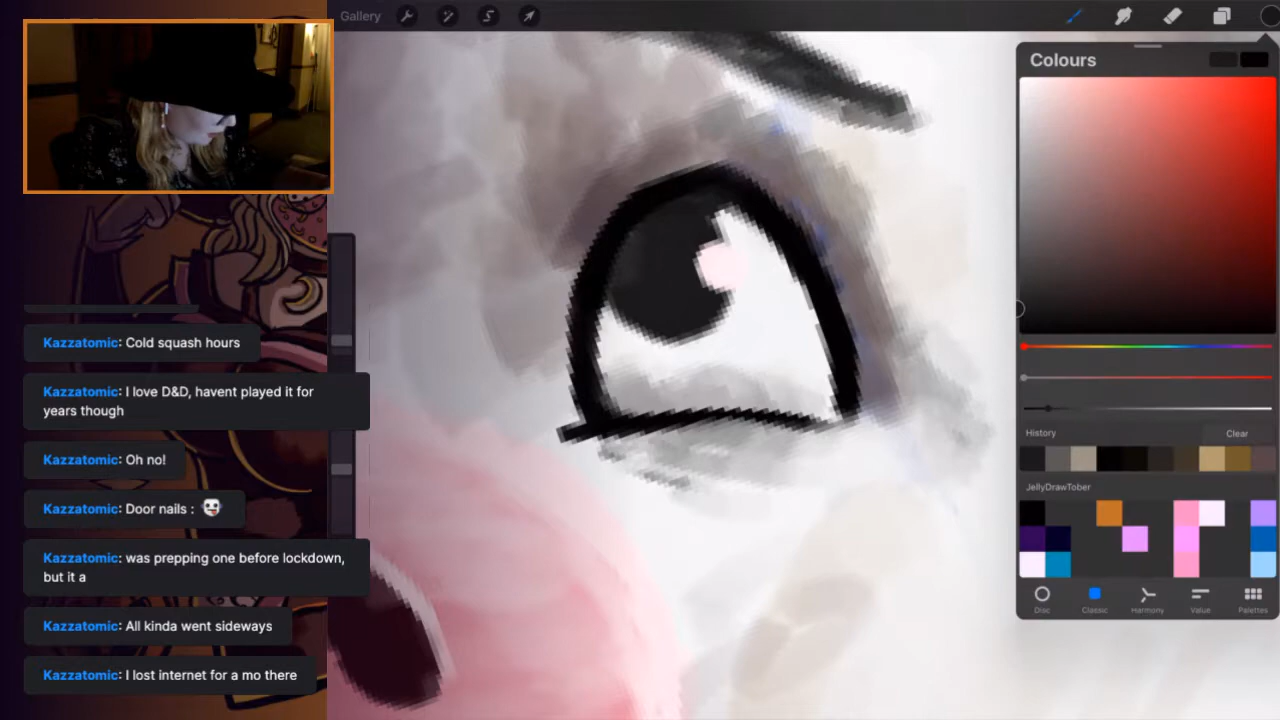 Gallery
Colours
Kazzatomic: Cold squash hours
Kazzatomic: I love D&D, havent played it for
years though
Kazzatomic: Oh no!
Kazzatomic: Door nails :
Kazzatomic: was prepping one before lockdown,
but it a
Kazzatomic: All kinda went sideways
Kazzatomic: I lost internet for a mo there
History
Clear
JellyDrawTober
Disc
Classic
Harmony
Value
Palettes